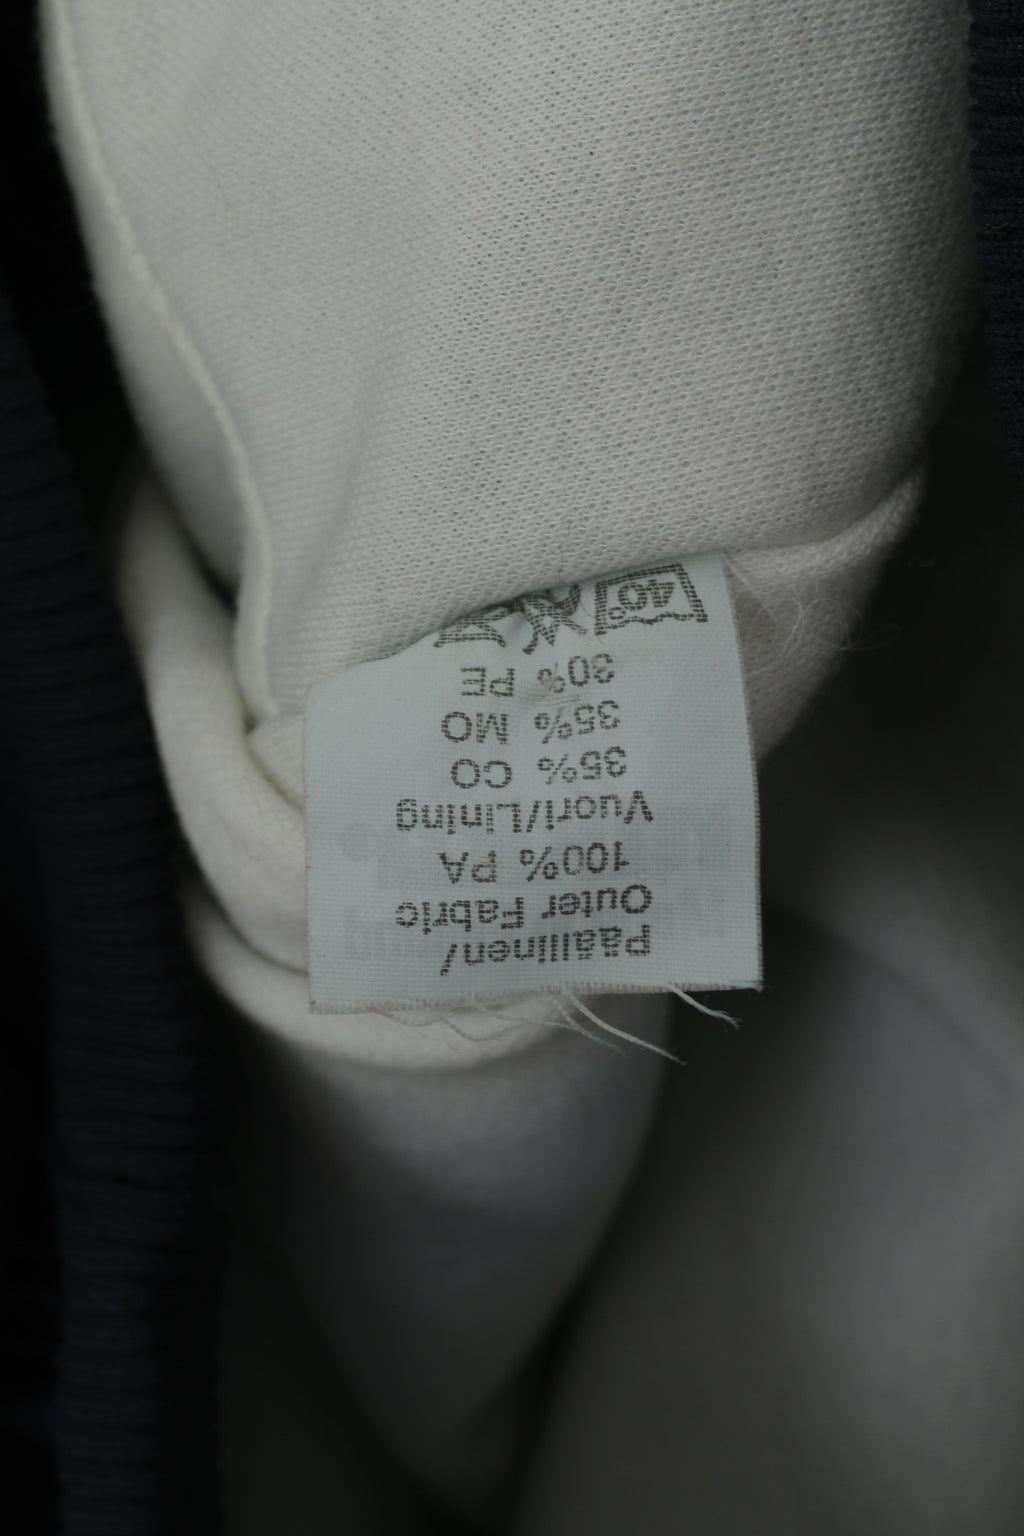 Päällinen/
Outer Fabric
100% PA
Vuori/Lining
35% CO
35% MO
30% PE
40°